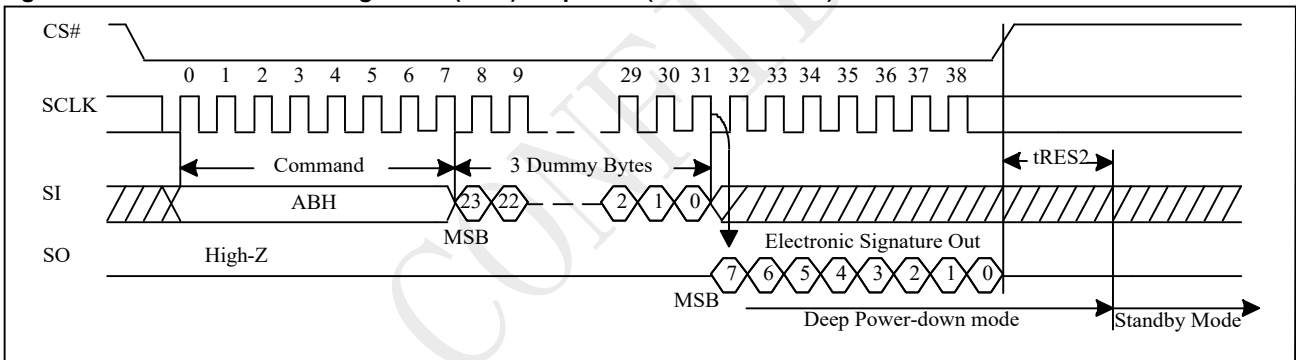 CS#
0 1 2 3 4 5 6 7 8 9 29 30 31 32 33 34 35 36 37 38
SCLK
Command 3 Dummy Bytes tRES2
SI ABH 23 22 2 1 0
MSB
SO High-Z Electronic Signature Out
7 6 5 4 3 2 1 0
MSB
Deep Power-down mode Standby Mode